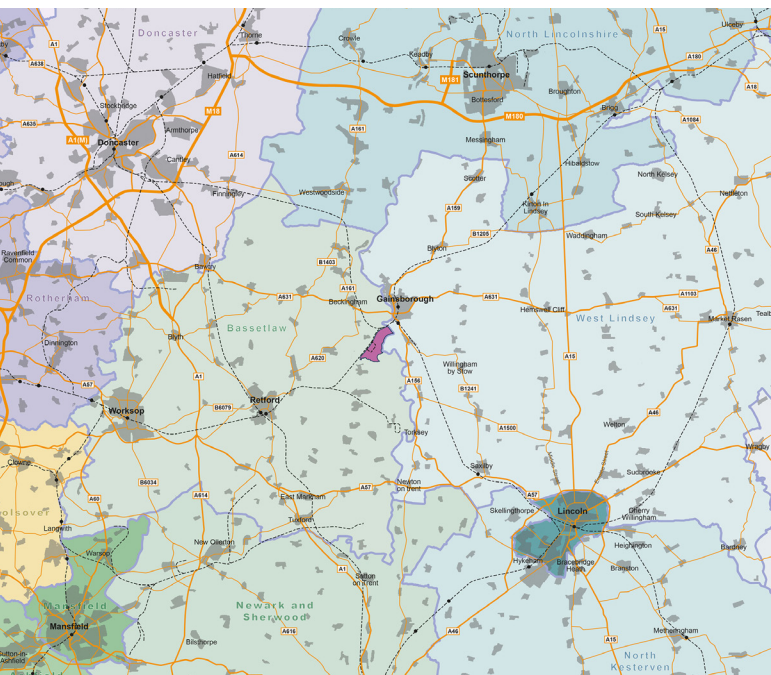 Doncaster
Thorne
Crowle
Keadby
North Lincolnshire
Ulceby
A15
A180
A1
A638
Hatfield
Scunthorpe
M181
Bottesford
Broughton
A18
Stockbridge
M18
A161
Brigg
M180
A1084
A638
Armthorpe
A1(M)
Doncaster
Messingham
Cantley
A614
Hibaldstow
Scotter
North Kelsey
Finningley
Westwoodside
Nettleton
A159
Kirton in
Lindsey
South Kelsey
B1205
Waddingham
Blyton
A46
Ravenfield
Common
Bawtry
B1403
A161
Rotherham
A631
Beckingham
Gainsborough
A631
A1103
A631
Hemswell Cliff
West Lindsey
Market Rasen
Bassetlaw
Blyth
Dinnington
A620
A15
Willingham
by Stow
A1
A57
A156
B1241
Retford
B6079
Worksop
A46
Welton
A1500
Torksey
Wragby
Clowne
Saxilby
Sudbrooke
B6034
A57
Newton
on trent
A60
A614
East Markham
A57
Skellingthorpe
Lincoln
Cherry
Willingham
Tuxford
Langwith
New Ollerton
Heighington
Bardney
Warsop
Hykeham
Bracebridge
Heath
Branston
A1
Sutton
on Trent
Mansfield
Newark and
Sherwood
Mansfield
A616
A46
Metheringham
Bilsthorpe
A15
Sutton-in-
Ashfield
North
Kesteven